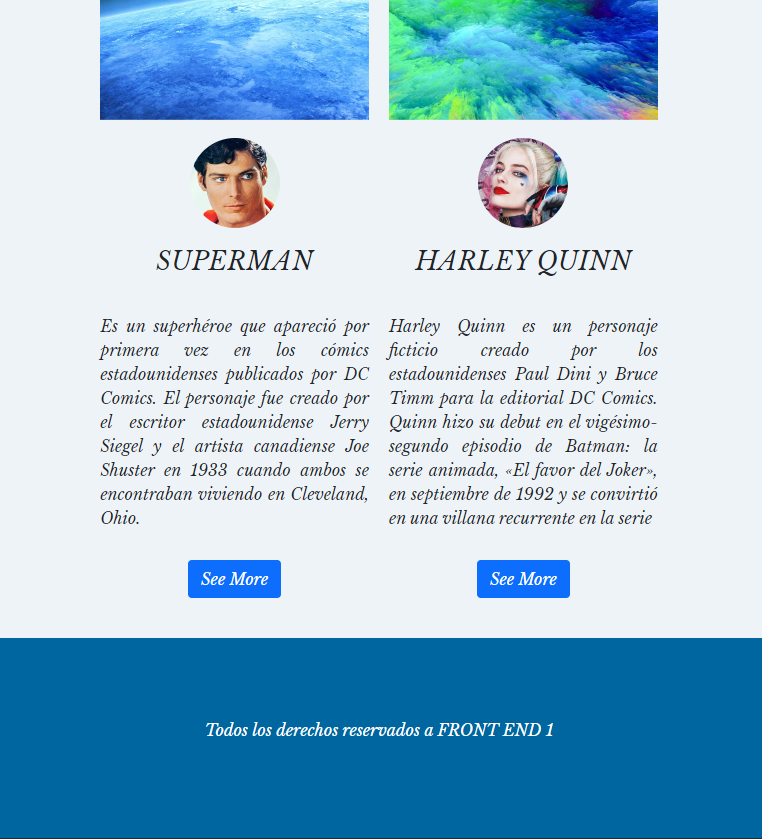 SUPERMAN
Es un superhéroe que apareció por
primera vez en los cómics
estadounidenses publicados por DC
Comics. El personaje fue creado por
el escritor estadounidense Jerry
Siegel y el artista canadiense Joe
Shuster en 1933 cuando ambos se
encontraban viviendo en Cleveland,
Ohio.
See More
HARLEY QUINN
Harley Quinn es un personaje
ficticio creado por los
estadounidenses Paul Dini y Bruce
Timm para la editorial DC Comics.
Quinn hizo su debut en el vigésimo-
segundo episodio de Batman: la
serie animada, «El favor del Joker»,
en septiembre de 1992 y se convirtió
en una villana recurrente en la serie
See More
Todos los derechos reservados a FRONT END 1